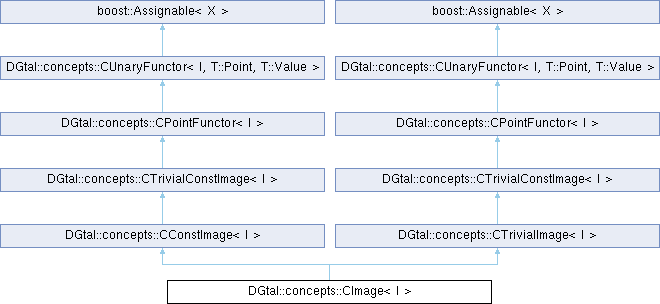 boost::Assignable< X >
boost::Assignable< X >
DGtal::concepts::CUnaryFunctor< I, T::Point, T::Value >
DGtal::concepts::CUnaryFunctor< I, T::Point, T::Value >
DGtal::concepts::CPointFunctor< I >
DGtal::concepts::CPointFunctor< I >
DGtal::concepts::CTrivialConstImage< I >
DGtal::concepts::CTrivialConstImage< I >
DGtal::concepts::CConstImage< I >
DGtal::concepts::CTrivialImage< I >
DGtal::concepts::CImage< I >